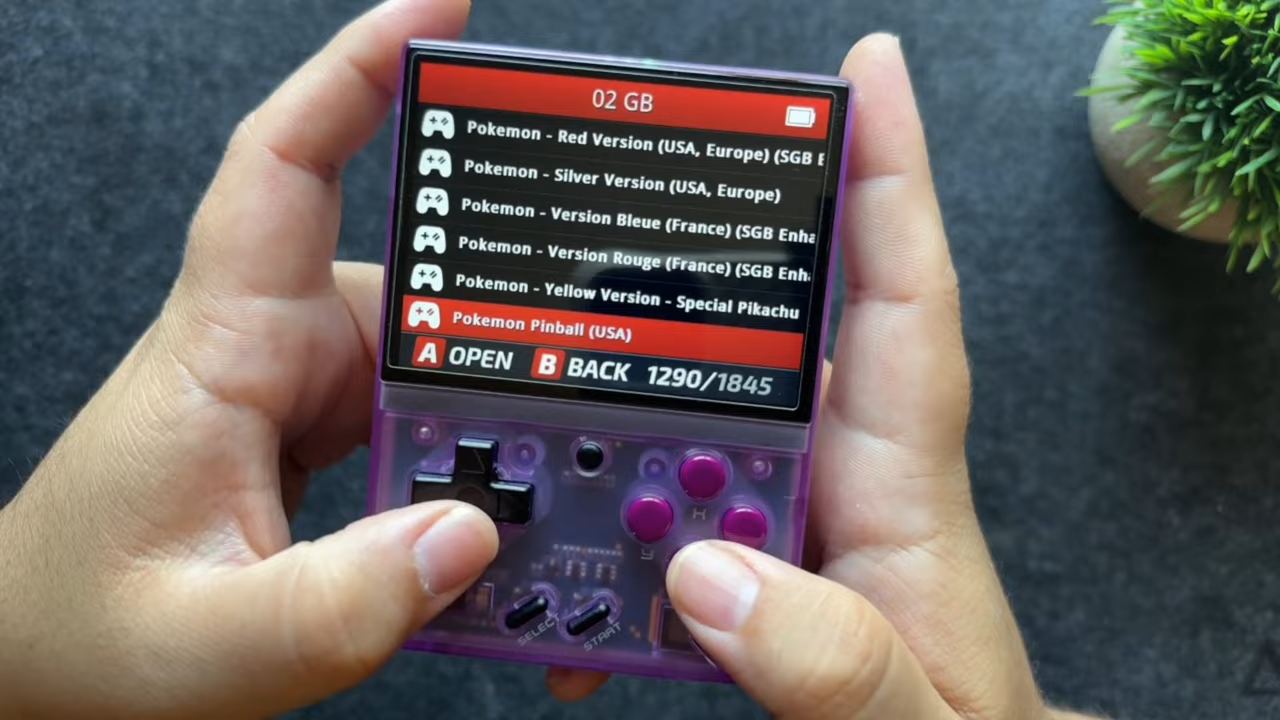 02 GB
Pokemon - Red Version (USA, Europe) (SGB E
Pokemon - Silver Version (USA, Europe)
Pokemon - Version Bleue (France) (SGB Enha
Pokemon - Version Rouge (France) (SGB Enh
Pokemon - Yellow Version - Special Pikachu
Pokemon Pinball (USA)
A OPEN B BACK 1290/1845
X
Y
SELECT
START